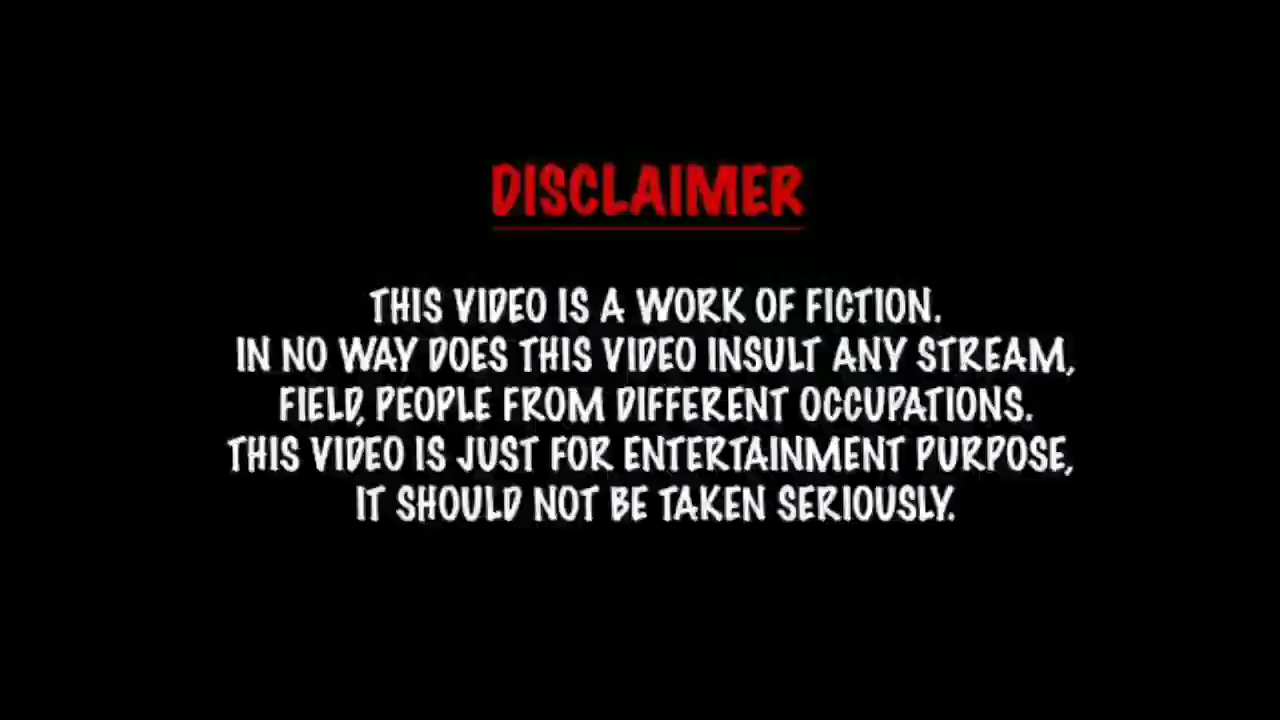 DISCLAIMER
THIS VIDEO IS A WORK OF FICTION.
IN NO WAY DOES THIS VIDEO INSULT ANY STREAM,
FIELD, PEOPLE FROM DIFFERENT OCCUPATIONS.
THIS VIDEO IS JUST FOR ENTERTAINMENT PURPOSE,
IT SHOULD NOT BE TAKEN SERIOUSLY.